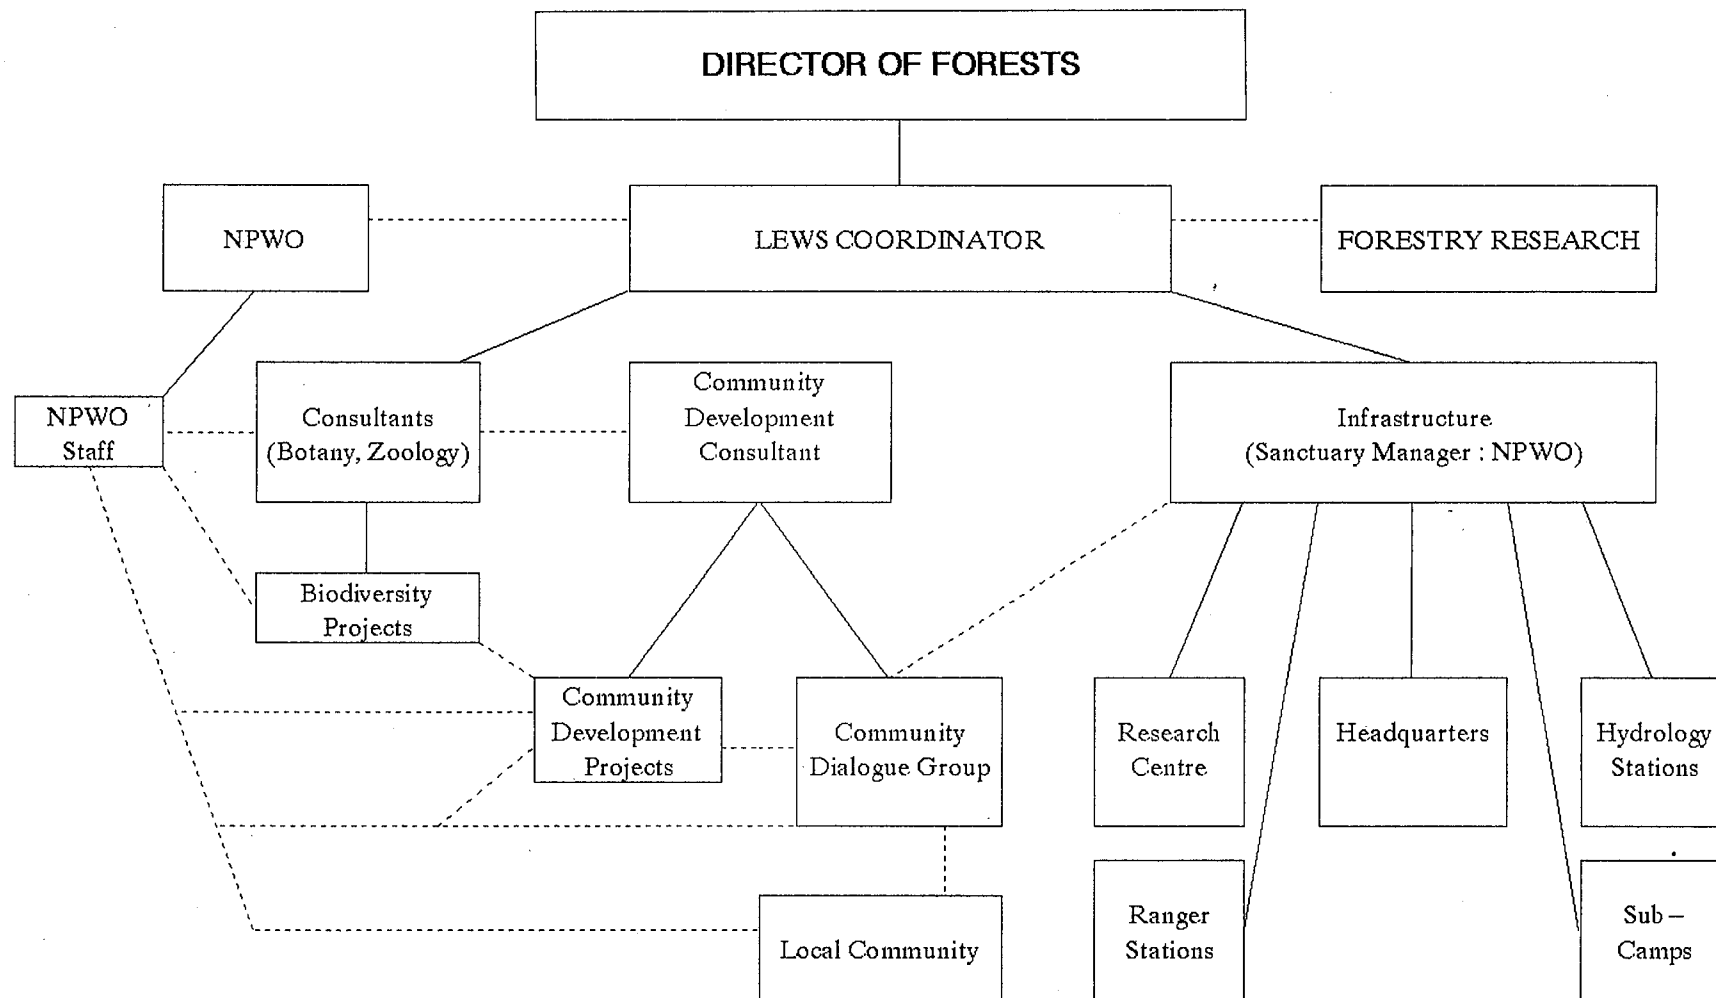 DIRECTOR OF FORESTS
NPWO
LEWS COORDINATOR
FORESTRY RESEARCH
NPWO
Staff
Consultants
(Botany, Zoology)
Community
Development
Consultant
Infrastructure
(Sanctuary Manager : NPWO)
Biodiversity
Projects
Community
Development
Projects
Community
Dialogue Group
Research
Centre
Headquarters
Hydrology
Stations
Local Community
Ranger
Stations
Sub –
Camps